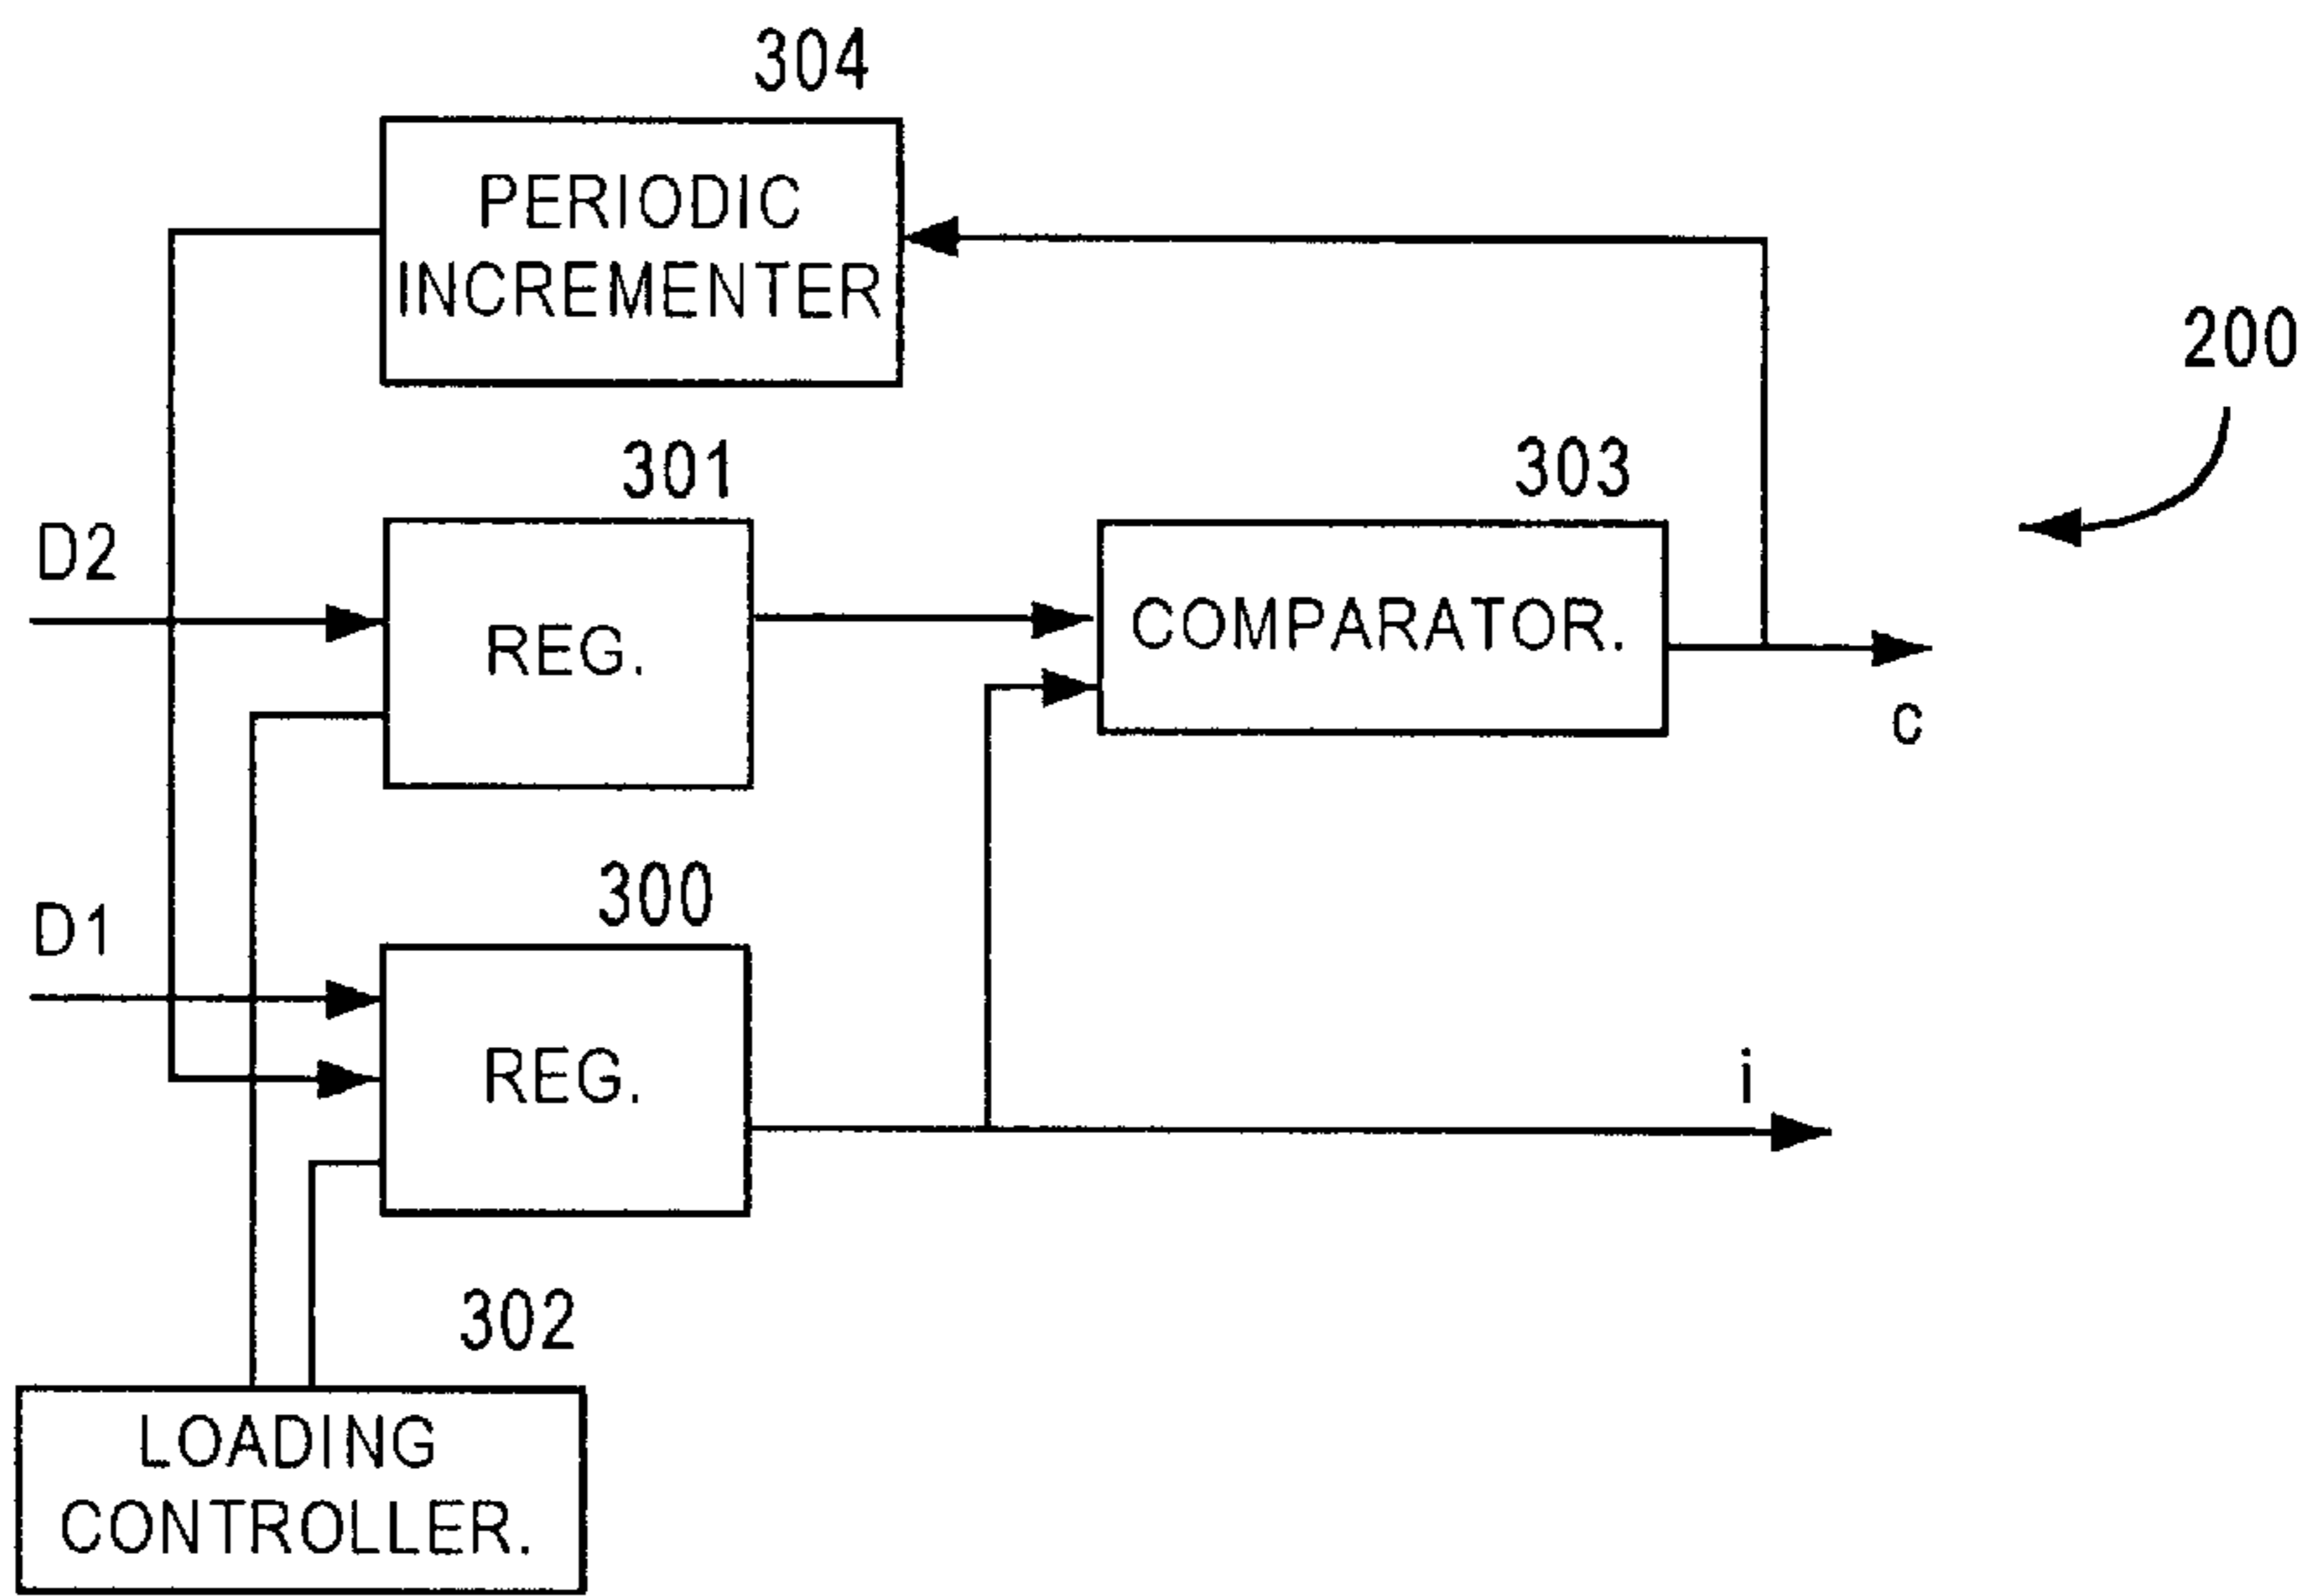 304
PERIODIC
INCREMENTER
200
301
303
D2
REG.
COMPARATOR.
c
300
D1
REG.
i
302
LOADING
CONTROLLER.